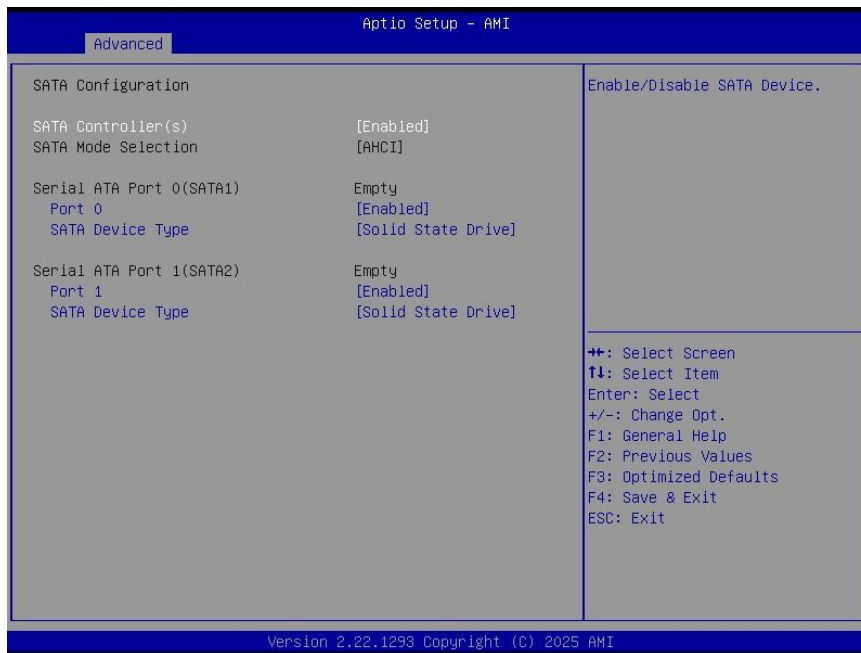 Aptio Setup - AMI
Advanced
SATA Configuration
SATA Controller(s) [Enabled]
SATA Mode Selection [AHCI]
Serial ATA Port 0(SATA1) Empty
Port 0 [Enabled]
SATA Device Type [Solid State Drive]
Serial ATA Port 1(SATA2) Empty
Port 1 [Enabled]
SATA Device Type [Solid State Drive]
Enable/Disable SATA Device.
→←: Select Screen
↑↓: Select Item
Enter: Select
+/-: Change Opt.
F1: General Help
F2: Previous Values
F3: Optimized Defaults
F4: Save & Exit
ESC: Exit
Version 2.22.1293 Copyright (C) 2025 AMI